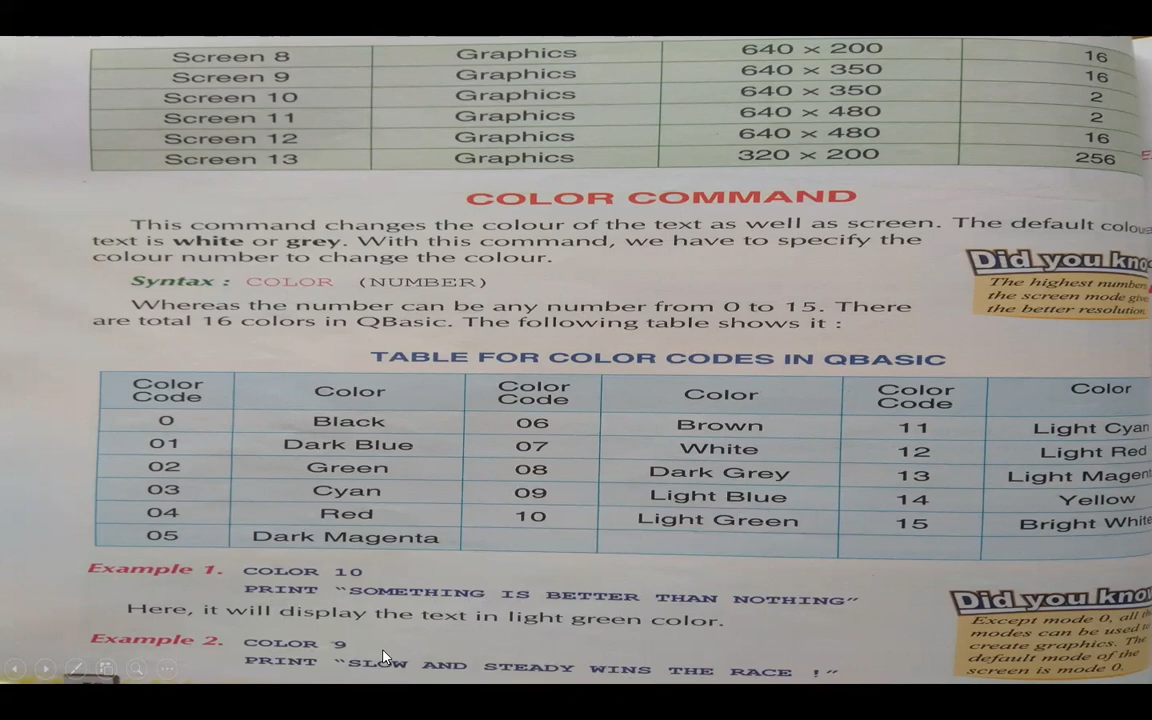 Screen 8 Graphics 640 × 200 16
Screen 9 Graphics 640 × 350 16
Screen 10 Graphics 640 × 350 2
Screen 11 Graphics 640 × 480 2
Screen 12 Graphics 640 × 480 16
Screen 13 Graphics 320 × 200 256
COLOR COMMAND
This command changes the colour of the text as well as screen. The default colou
text is white or grey. With this command, we have to specify the
colour number to change the colour.
Syntax : COLOR (NUMBER)
Whereas the number can be any number from 0 to 15. There
are total 16 colors in QBasic. The following table shows it :
Did you kno
The highest number
the screen mode give
the better resolution
TABLE FOR COLOR CODES IN QBASIC
Color Code Color Color Code Color Color Code Color
0 Black 06 Brown 11 Light Cyan
01 Dark Blue 07 White 12 Light Red
02 Green 08 Dark Grey 13 Light Magen
03 Cyan 09 Light Blue 14 Yellow
04 Red 10 Light Green 15 Bright White
05 Dark Magenta
Example 1. COLOR 10
PRINT "SOMETHING IS BETTER THAN NOTHING"
Here, it will display the text in light green color.
Example 2. COLOR 9
PRINT "SLOW AND STEADY WINS THE RACE !"
Did you know
Except mode 0, all
modes can be used
create graphics. The
default mode of the
screen is mode 0.